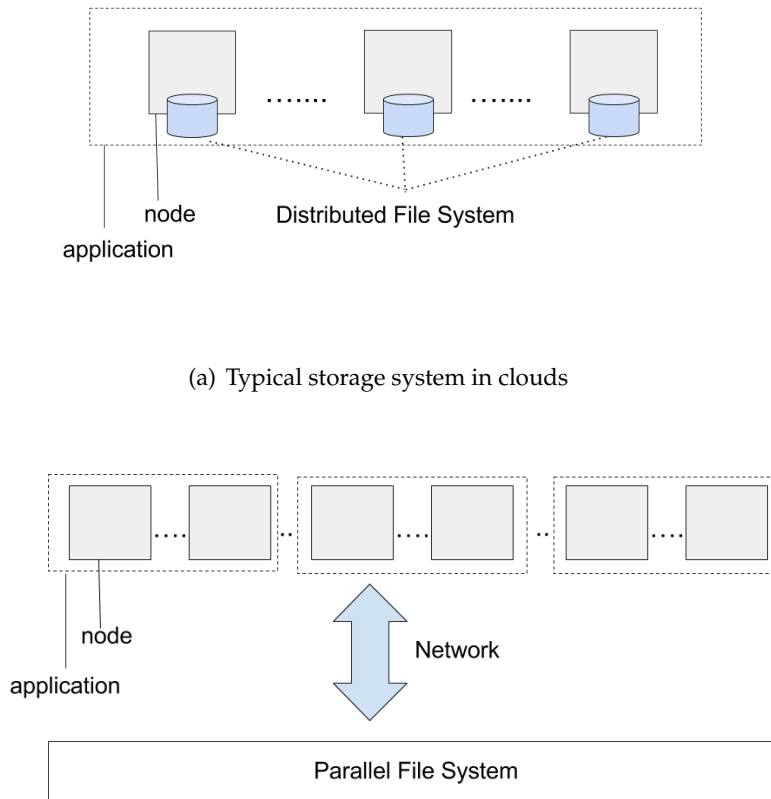 node
Distributed File System
application
(a) Typical storage system in clouds
node
Network
application
Parallel File System